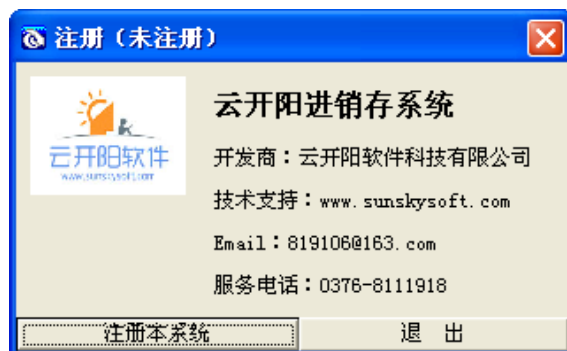 注册（未注册）
云开阳软件
www.sunskysoft.com
云开阳进销存系统
开发商：云开阳软件科技有限公司
技术支持：www.sunskysoft.com
Email：819106@163.com
服务电话：0376-8111918
注册本系统
退 出